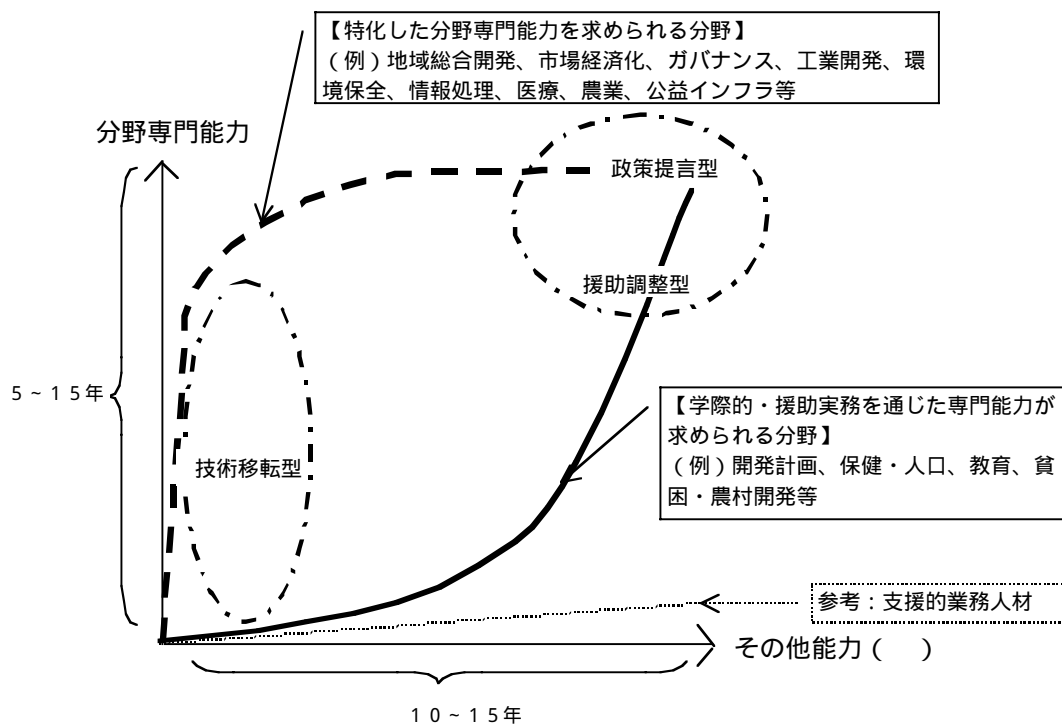 【特化した分野専門能力を求められる分野】
（例）地域総合開発、市場経済化、ガバナンス、工業開発、環
境保全、情報処理、医療、農業、公益インフラ等
分野専門能力
政策提言型
援助調整型
5～15年
技術移転型
【学際的・援助実務を通じた専門能力が
求められる分野】
（例）開発計画、保健・人口、教育、貧
困・農村開発等
参考：支援的業務人材
その他能力（　）
10～15年